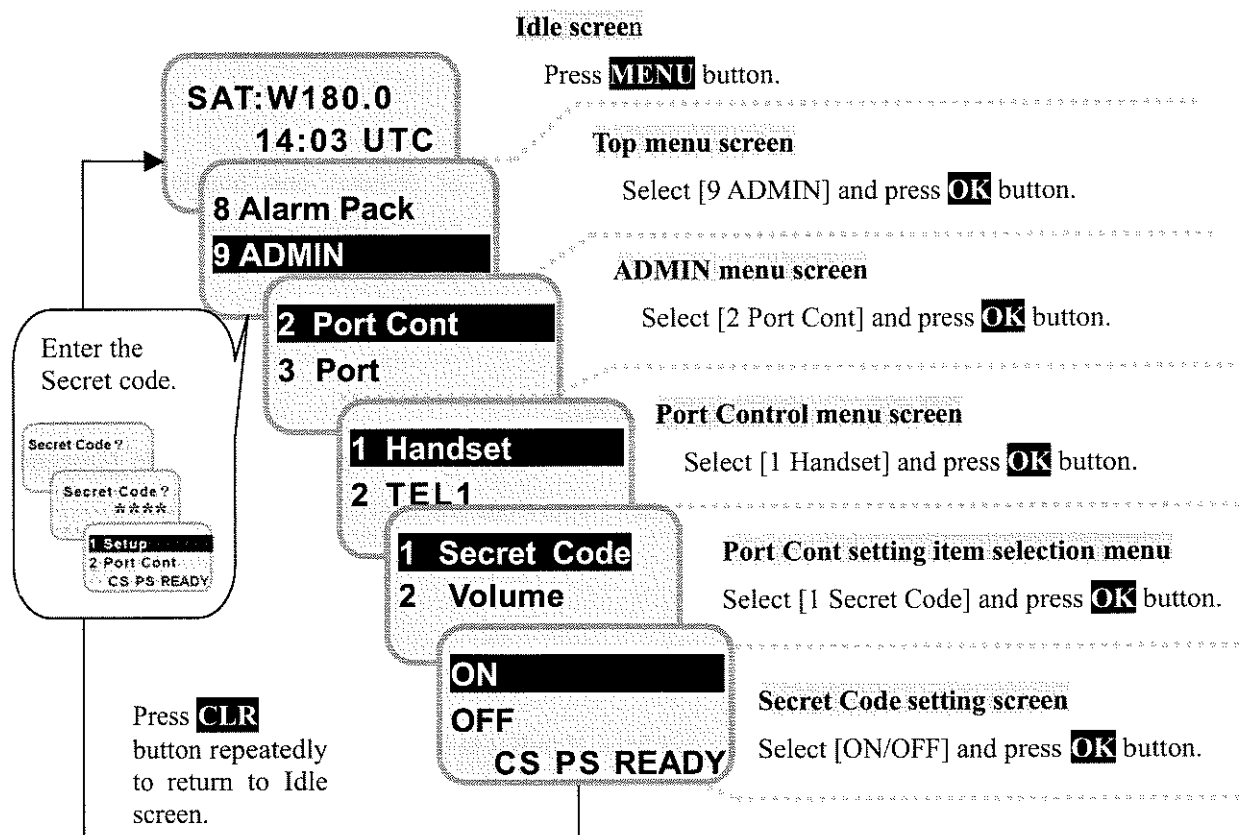 Idle screen
Press MENU button.
SAT:W180.0
14:03 UTC
Top menu screen
Select [9 ADMIN] and press OK button.
8 Alarm Pack
9 ADMIN
ADMIN menu screen
Select [2 Port Cont] and press OK button.
2 Port Cont
3 Port
Enter the
Secret code.
Secret Code ?
Secret Code ?
****
1 Setup
2 Port Cont
CS PS READY
Port Control menu screen
Select [1 Handset] and press OK button.
1 Handset
2 TEL1
Port Cont setting item selection menu
Select [1 Secret Code] and press OK button.
1 Secret Code
2 Volume
Secret Code setting screen
Select [ON/OFF] and press OK button.
ON
OFF
CS PS READY
Press CLR
button repeatedly
to return to Idle
screen.